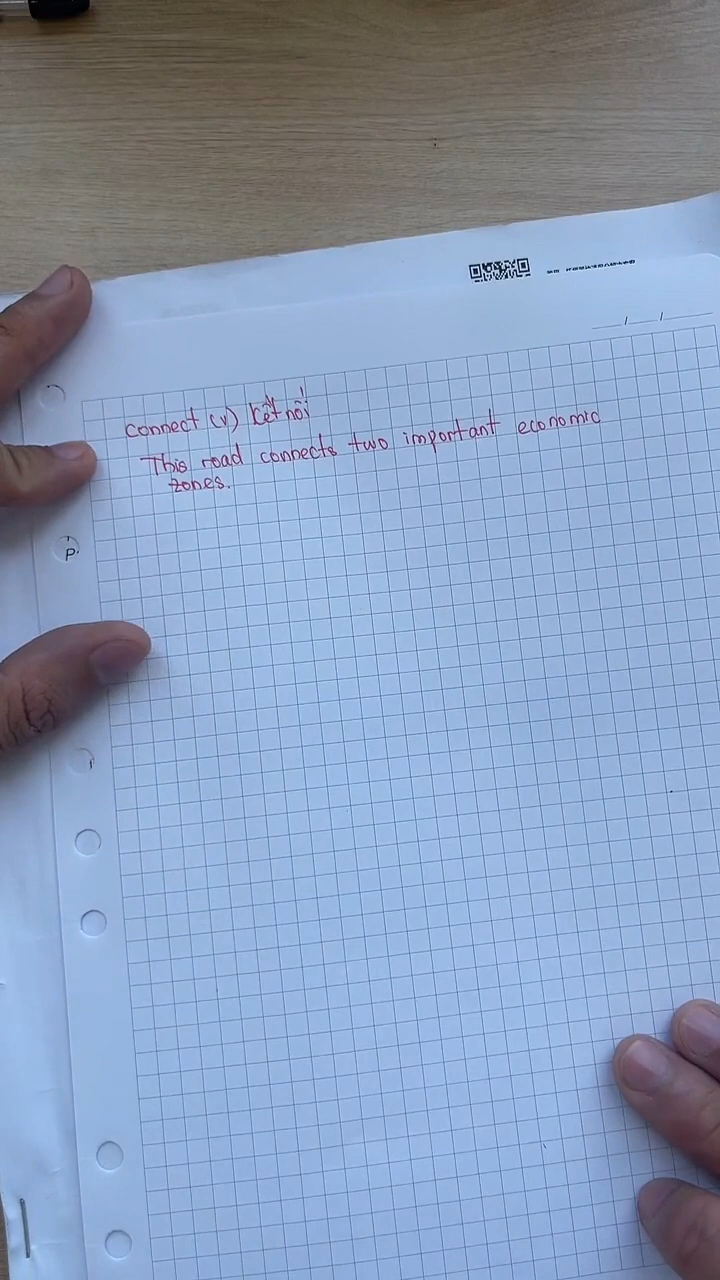 connect (v) kết nối
This road connects two important economic
zones.
P.